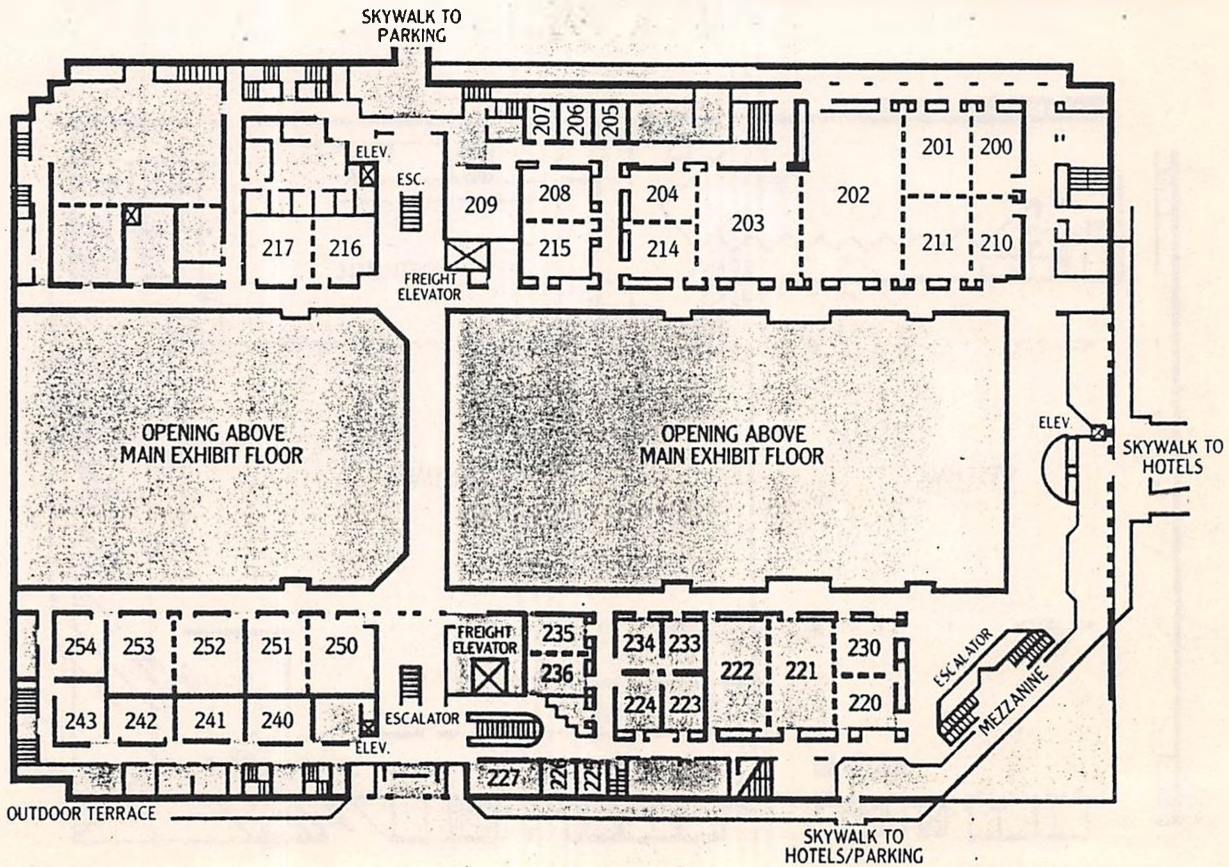 SKYWALK TO
PARKING
207
206
205
201
200
ELEV.
ESC.
208
204
209
202
203
217
216
215
214
211
210
FREIGHT
ELEVATOR
OPENING ABOVE
MAIN EXHIBIT FLOOR
OPENING ABOVE
MAIN EXHIBIT FLOOR
ELEV.
SKYWALK TO
HOTELS
254
253
252
251
250
FREIGHT
ELEVATOR
235
236
234
233
222
221
230
ESCALATOR
243
242
241
240
ESCALATOR
224
223
220
MEZZANINE
ELEV.
227
226
225
OUTDOOR TERRACE
SKYWALK TO
HOTELS/PARKING